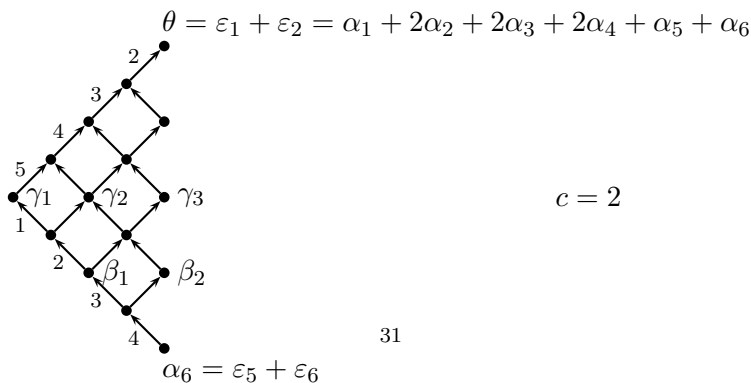 θ = ε₁ + ε₂ = α₁ + 2α₂ + 2α₃ + 2α₄ + α₅ + α₆
2
3
4
5
γ₁ γ₂ γ₃ c = 2
1
2
β₁ β₂
3
4 31
α₆ = ε₅ + ε₆